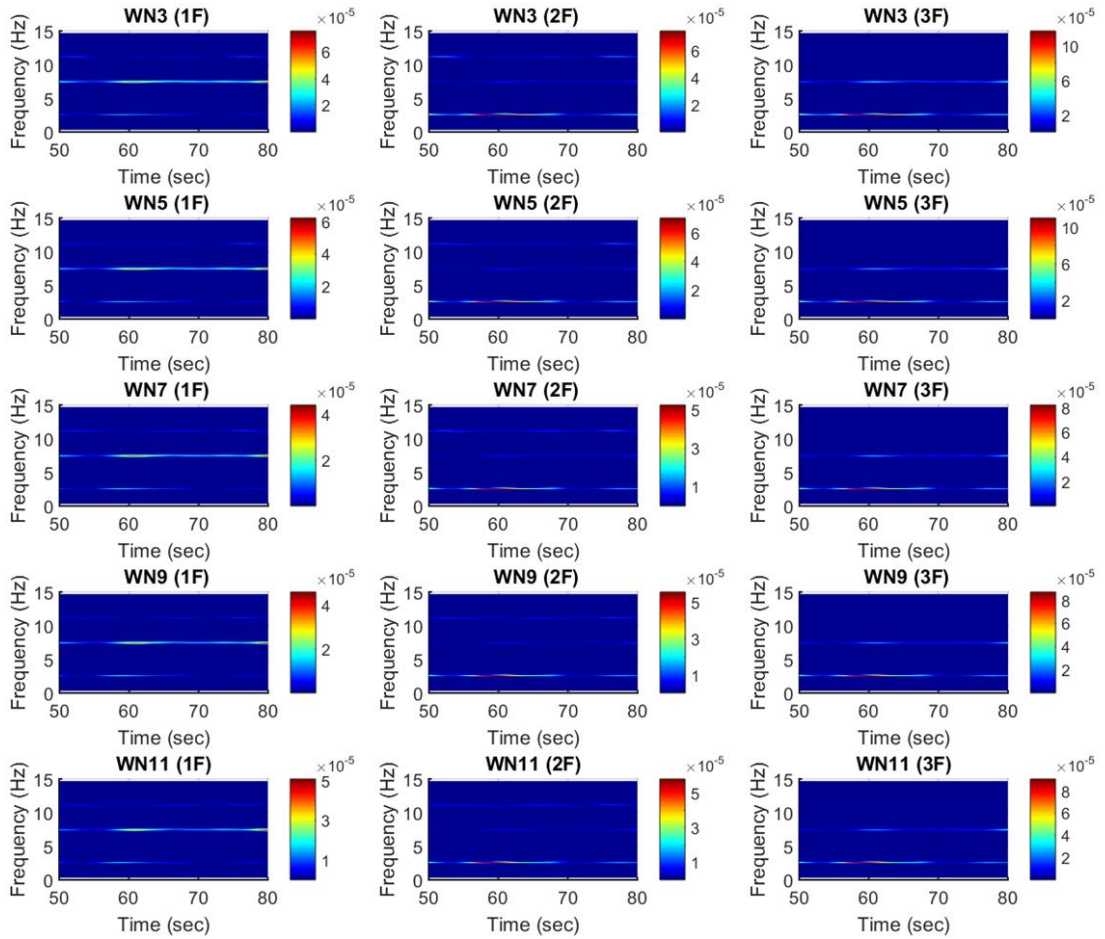 WN3 (1F)
×10⁻⁵
Frequency (Hz)
15
10
5
0
50 60 70 80
Time (sec)
6
4
2
WN3 (2F)
×10⁻⁵
Frequency (Hz)
15
10
5
0
50 60 70 80
Time (sec)
6
4
2
WN3 (3F)
×10⁻⁵
Frequency (Hz)
15
10
5
0
50 60 70 80
Time (sec)
10
6
2
WN5 (1F)
×10⁻⁵
Frequency (Hz)
15
10
5
0
50 60 70 80
Time (sec)
6
4
2
WN5 (2F)
×10⁻⁵
Frequency (Hz)
15
10
5
0
50 60 70 80
Time (sec)
6
4
2
WN5 (3F)
×10⁻⁵
Frequency (Hz)
15
10
5
0
50 60 70 80
Time (sec)
10
6
2
WN7 (1F)
×10⁻⁵
Frequency (Hz)
15
10
5
0
50 60 70 80
Time (sec)
4
2
WN7 (2F)
×10⁻⁵
Frequency (Hz)
15
10
5
0
50 60 70 80
Time (sec)
5
3
1
WN7 (3F)
×10⁻⁵
Frequency (Hz)
15
10
5
0
50 60 70 80
Time (sec)
8
6
4
2
WN9 (1F)
×10⁻⁵
Frequency (Hz)
15
10
5
0
50 60 70 80
Time (sec)
4
2
WN9 (2F)
×10⁻⁵
Frequency (Hz)
15
10
5
0
50 60 70 80
Time (sec)
5
3
1
WN9 (3F)
×10⁻⁵
Frequency (Hz)
15
10
5
0
50 60 70 80
Time (sec)
8
6
4
2
WN11 (1F)
×10⁻⁵
Frequency (Hz)
15
10
5
0
50 60 70 80
Time (sec)
5
3
1
WN11 (2F)
×10⁻⁵
Frequency (Hz)
15
10
5
0
50 60 70 80
Time (sec)
5
3
1
WN11 (3F)
×10⁻⁵
Frequency (Hz)
15
10
5
0
50 60 70 80
Time (sec)
8
6
4
2